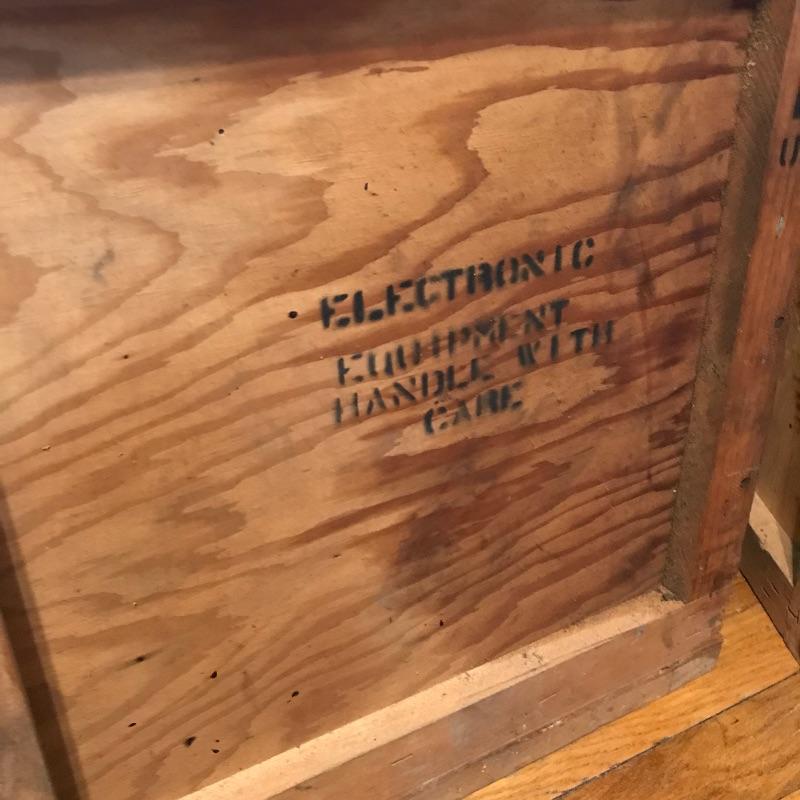 ELECTRONIC
EQUIPMENT
HANDLE WITH
CARE